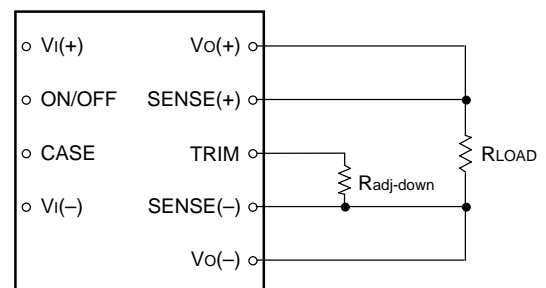 VI(+)
VO(+)
ON/OFF
SENSE(+)
CASE
TRIM
RLOAD
Radj-down
VI(–)
SENSE(–)
VO(–)